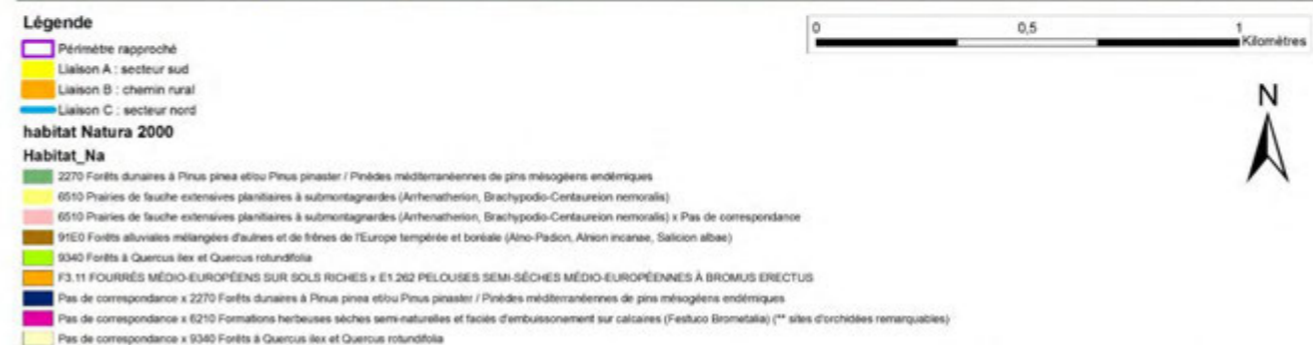 Légende
0 0,5 1
Kilomètres
Périmètre rapproché
Liaison A : secteur sud
Liaison B : chemin rural
Liaison C : secteur nord
N
habitat Natura 2000
Habitat_Na
2270 Forêts dunaires à Pinus pinea et/ou Pinus pinaster / Pinèdes méditerranéennes de pins mésogéens endémiques
6510 Prairies de fauche extensives planitiaires à submontagnardes (Arrhenatherion, Brachypodio-Centaureion nemoralis)
6510 Prairies de fauche extensives planitiaires à submontagnardes (Arrhenatherion, Brachypodio-Centaureion nemoralis) x Pas de correspondance
91E0 Forêts alluviales mélangées d'aulnes et de frênes de l'Europe tempérée et boréale (Alno-Padion, Alnion incanae, Salicion albae)
9340 Forêts à Quercus ilex et Quercus rotundifolia
F3.11 FOURRÉS MÉDIO-EUROPÉENS SUR SOLS RICHES x E1.262 PELOUSES SEMI-SÈCHES MÉDIO-EUROPÉENNES À BROMUS ERECTUS
Pas de correspondance x 2270 Forêts dunaires à Pinus pinea et/ou Pinus pinaster / Pinèdes méditerranéennes de pins mésogéens endémiques
Pas de correspondance x 6210 Formations herbeuses sèches semi-naturelles et faciès d'embuissonement sur calcaires (Festuco Brometalia) (** sites d'orchidées remarquables)
Pas de correspondance x 9340 Forêts à Quercus ilex et Quercus rotundifolia